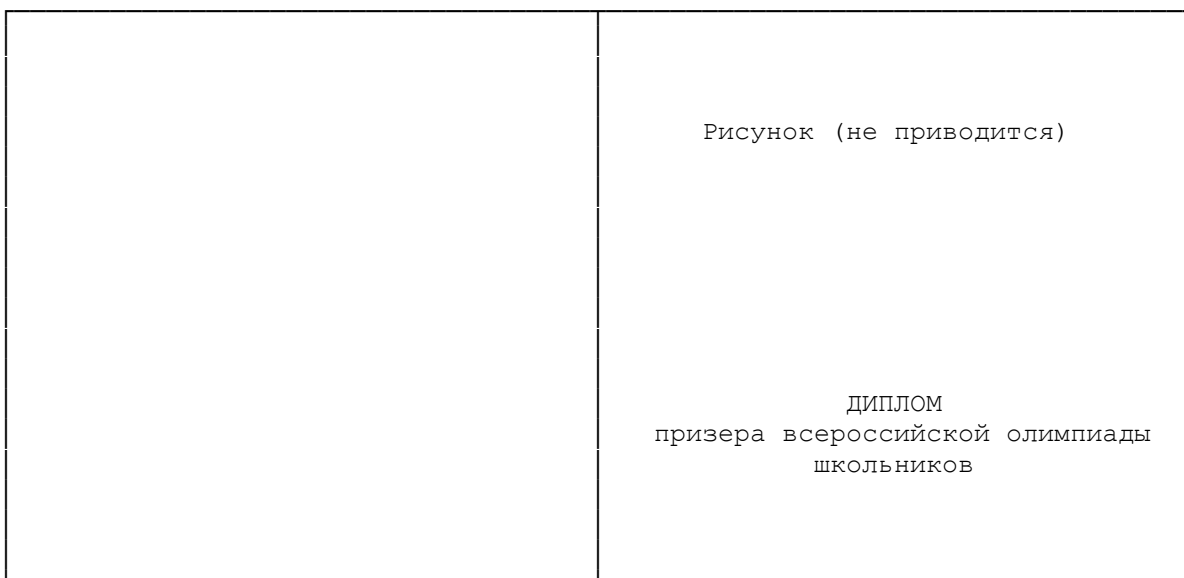 Рисунок (не приводится)
ДИПЛОМ
призера всероссийской олимпиады
школьников